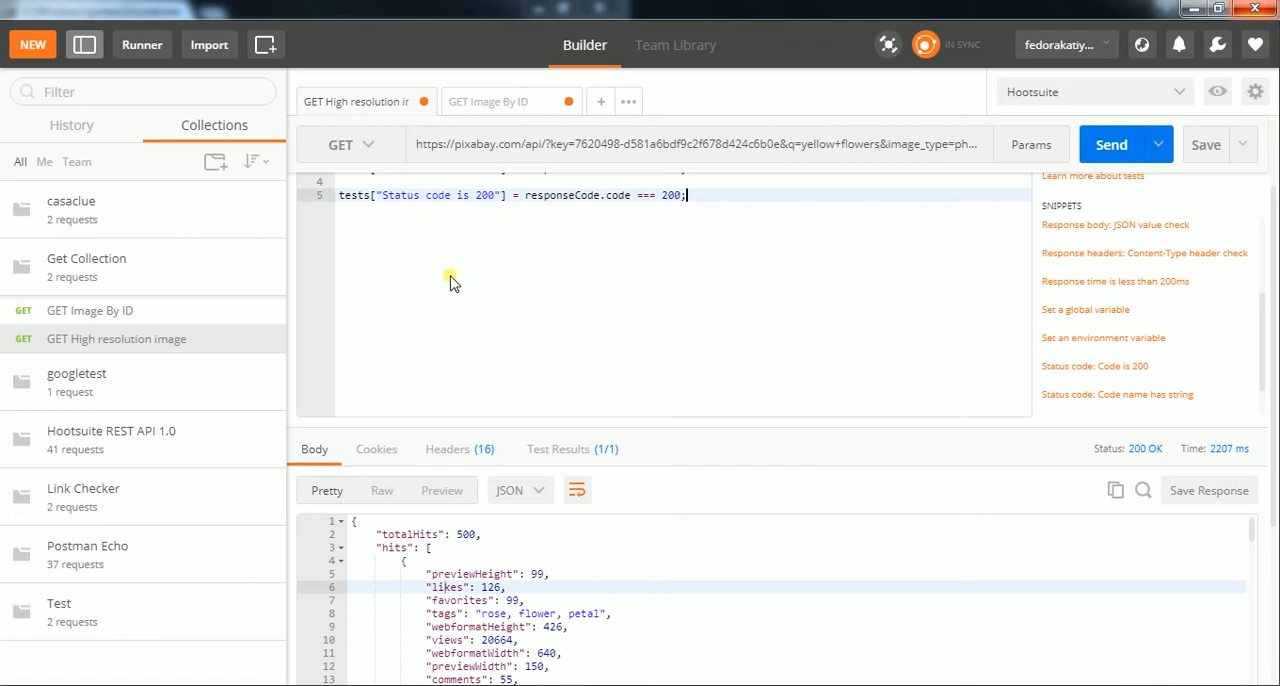 NEW
Runner
Import
Builder
Team Library
IN SYNC
fedorakatiy...
Filter
History
Collections
All Me Team
casaclue
2 requests
Get Collection
2 requests
GET GET Image By ID
GET GET High resolution image
googletest
1 request
Hootsuite REST API 1.0
41 requests
Link Checker
2 requests
Postman Echo
37 requests
Test
2 requests
GET High resolution ir
GET Image By ID
+
Hootsuite
GET
https://pixabay.com/api/?key=7620498-d581a6bdf9c2f678d424c6b0e&q=yellow+flowers&image_type=ph...
Params
Send
Save
4
5 tests["Status code is 200"] = responseCode.code === 200;
Learn more about tests
SNIPPETS
Response body: JSON value check
Response headers: Content-Type header check
Response time is less than 200ms
Set a global variable
Set an environment variable
Status code: Code is 200
Status code: Code name has string
Body
Cookies
Headers (16)
Test Results (1/1)
Status: 200 OK
Time: 2207 ms
Pretty
Raw
Preview
JSON
Save Response
1 {
2 "totalHits": 500,
3 "hits": [
4 {
5 "previewHeight": 99,
6 "likes": 126,
7 "favorites": 99,
8 "tags": "rose, flower, petal",
9 "webformatHeight": 426,
10 "views": 20664,
11 "webformatWidth": 640,
12 "previewWidth": 150,
13 "comments": 55,